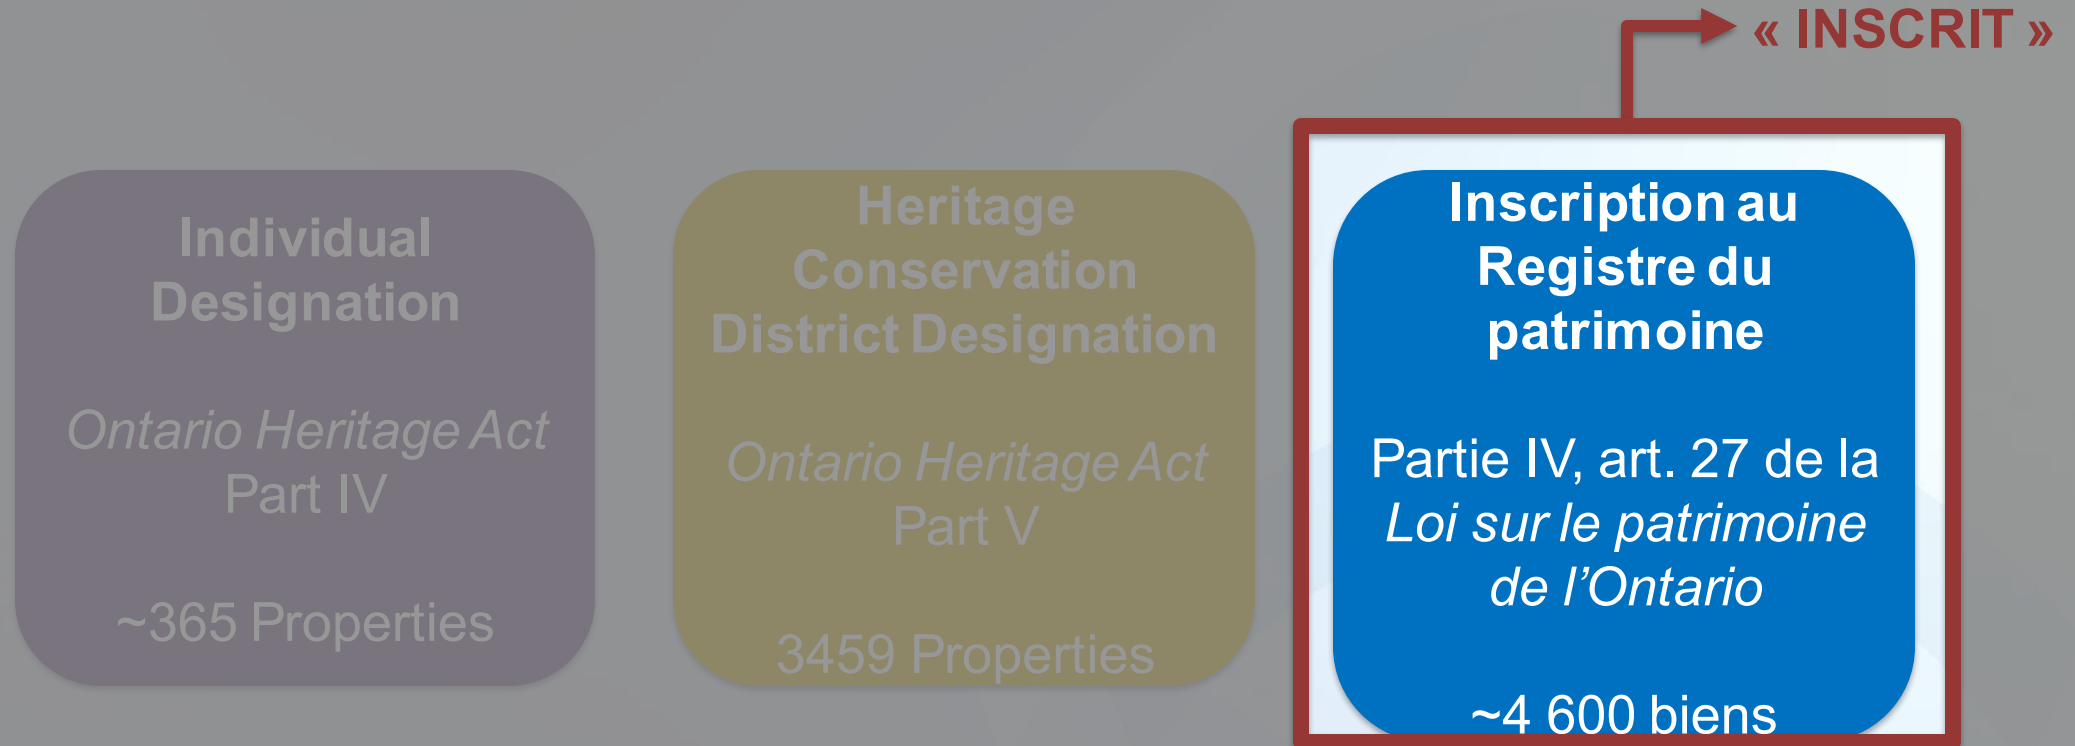 « INSCRIT »
Individual
Designation
Ontario Heritage Act
Part IV
~365 Properties
Heritage
Conservation
District Designation
Ontario Heritage Act
Part V
3459 Properties
Inscription au
Registre du
patrimoine
Partie IV, art. 27 de la
Loi sur le patrimoine
de l’Ontario
~4 600 biens